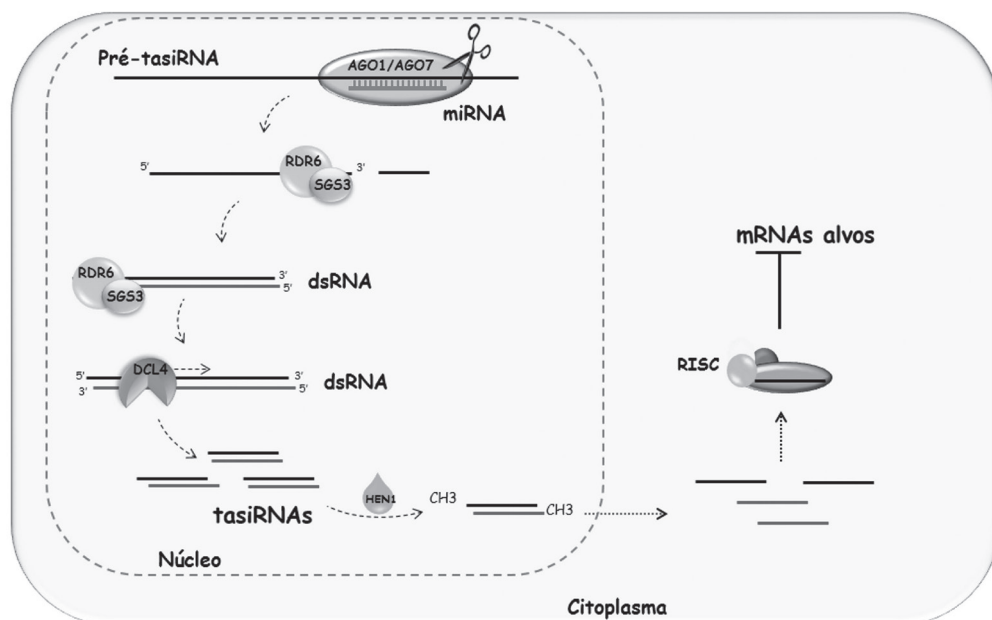 Pré-tasiRNA
AGO1/AGO7
miRNA
5'
RDR6
SGS3
3'
RDR6
SGS3
3'
5'
dsRNA
5'
3'
DCL4
3'
5'
dsRNA
tasiRNAs
HEN1
CH3
CH3
Núcleo
mRNAs alvos
RISC
Citoplasma